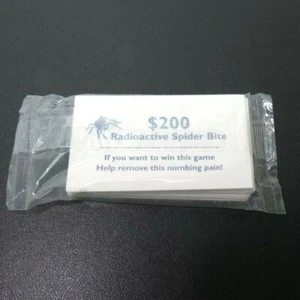 $200
Radioactive Spider Bite
If you want to win this game
Help remove this numbing pain!